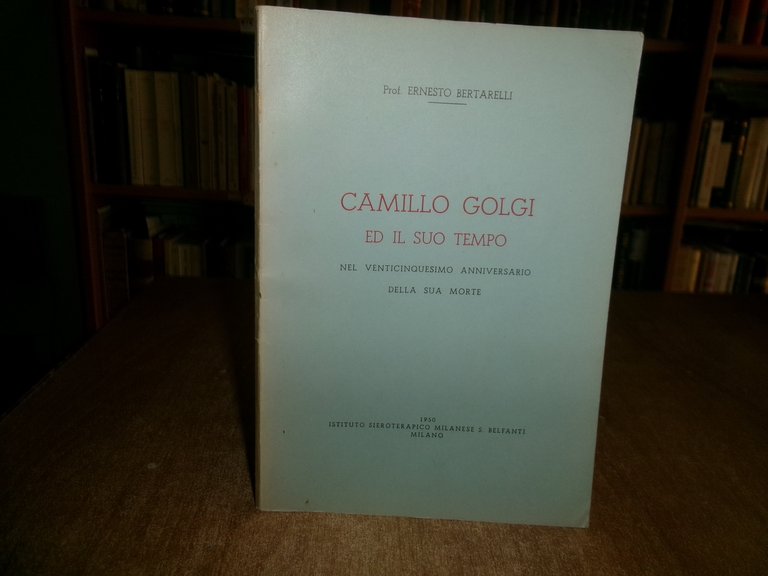 Prof. ERNESTO BERTARELLI
CAMILLO GOLGI
ED IL SUO TEMPO
NEL VENTICINQUESIMO ANNIVERSARIO
DELLA SUA MORTE
1950
ISTITUTO SIEROTERAPICO MILANESE S. BELFANTI
MILANO